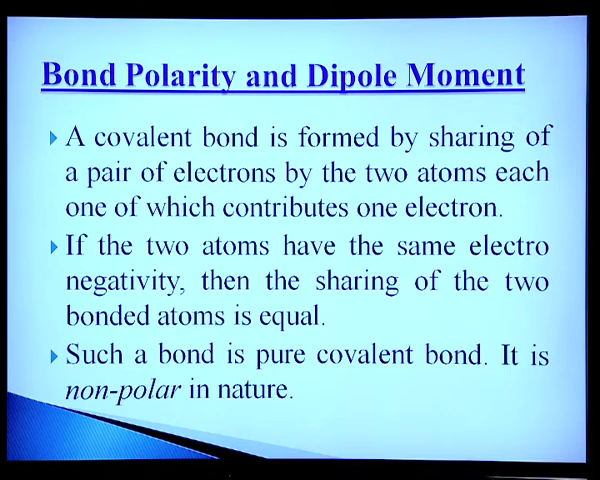 Bond Polarity and Dipole Moment
A covalent bond is formed by sharing of
a pair of electrons by the two atoms each
one of which contributes one electron.
If the two atoms have the same electro
negativity, then the sharing of the two
bonded atoms is equal.
Such a bond is pure covalent bond. It is
non-polar in nature.